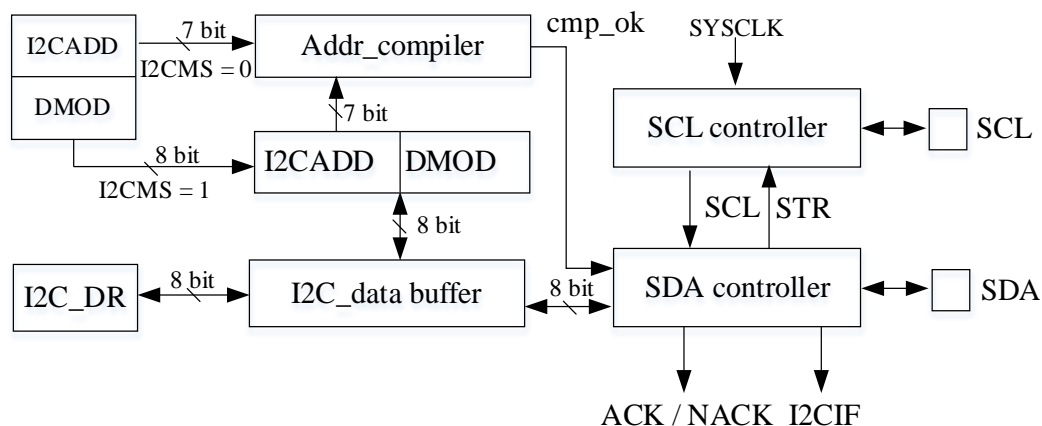 I2CADD
DMOD
7 bit
I2CMS = 0
Addr_compiler
cmp_ok
SYSCLK
SCL controller
SCL
7 bit
8 bit
I2CMS = 1
I2CADD
DMOD
SCL
STR
8 bit
I2C_DR
8 bit
I2C_data buffer
8 bit
SDA controller
SDA
ACK / NACK
I2CIF